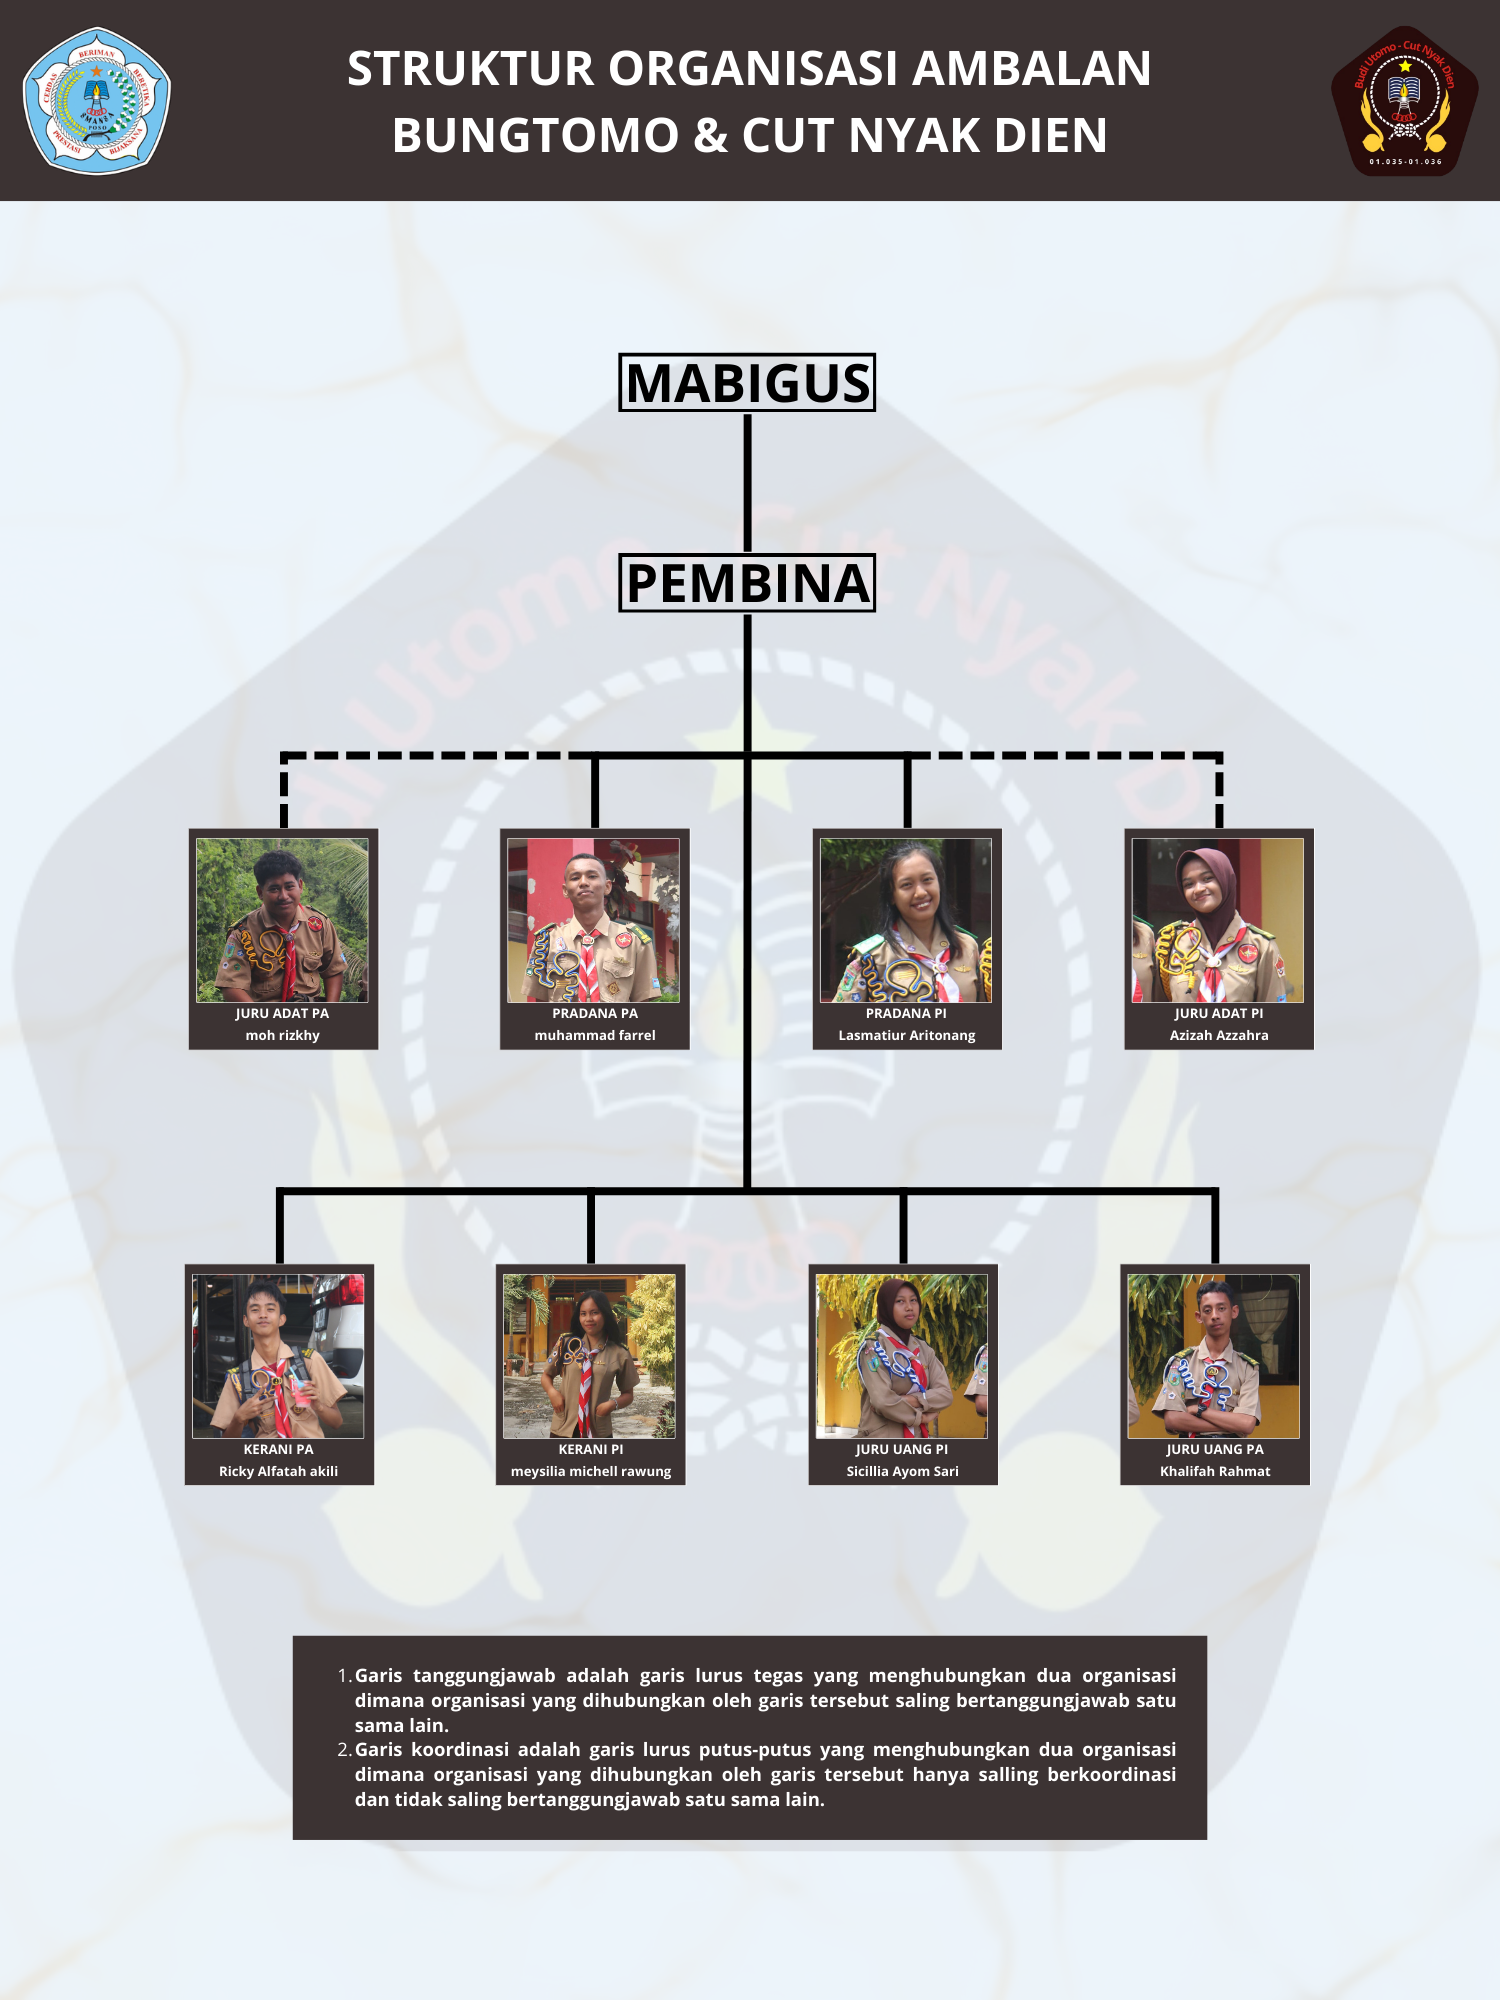 STRUKTUR ORGANISASI AMBALAN
BUNGTOMO & CUT NYAK DIEN
BERIMAN
CERDAS
BERETIKA
SMANSA
POSO
PRESTASI
BIJAKSANA
Budi Utomo - Cut Nyak Dien
01.035-01.036
MABIGUS
PEMBINA
JURU ADAT PA
moh rizkhy
PRADANA PA
muhammad farrel
PRADANA PI
Lasmatiur Aritonang
JURU ADAT PI
Azizah Azzahra
KERANI PA
Ricky Alfatah akili
KERANI PI
meysilia michell rawung
JURU UANG PI
Sicillia Ayom Sari
JURU UANG PA
Khalifah Rahmat
1. Garis tanggungjawab adalah garis lurus tegas yang menghubungkan dua organisasi
dimana organisasi yang dihubungkan oleh garis tersebut saling bertanggungjawab satu
sama lain.
2. Garis koordinasi adalah garis lurus putus-putus yang menghubungkan dua organisasi
dimana organisasi yang dihubungkan oleh garis tersebut hanya salling berkoordinasi
dan tidak saling bertanggungjawab satu sama lain.